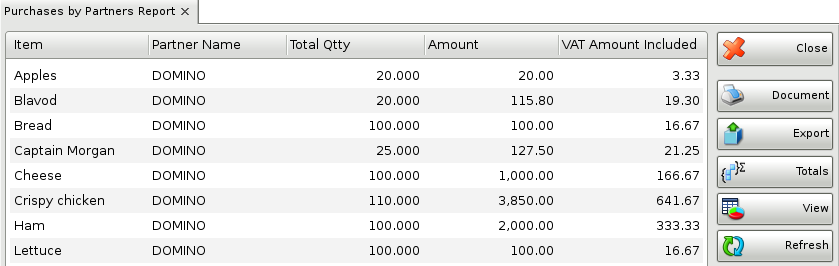 Purchases by Partners Report ×
Item Partner Name Total Qtty Amount VAT Amount Included
Apples DOMINO 20.000 20.00 3.33
Blavod DOMINO 20.000 115.80 19.30
Bread DOMINO 100.000 100.00 16.67
Captain Morgan DOMINO 25.000 127.50 21.25
Cheese DOMINO 100.000 1,000.00 166.67
Crispy chicken DOMINO 110.000 3,850.00 641.67
Ham DOMINO 100.000 2,000.00 333.33
Lettuce DOMINO 100.000 100.00 16.67
Close
Document
Export
Totals
View
Refresh